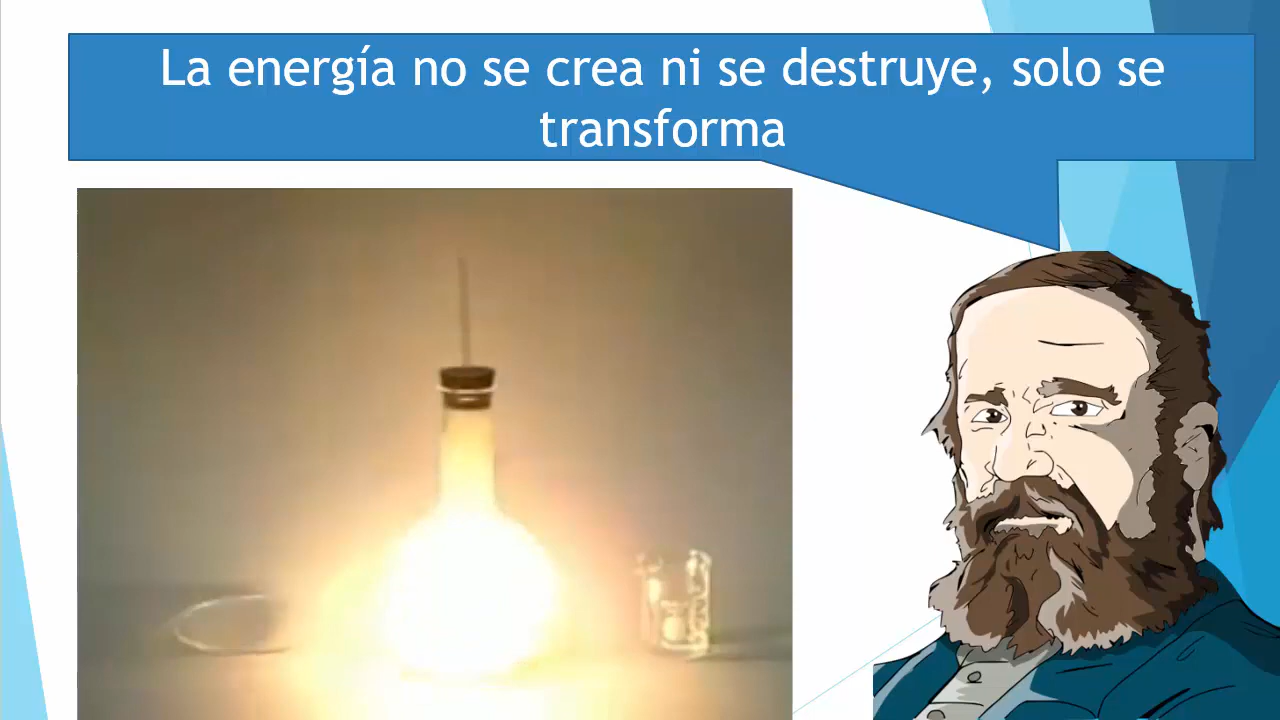 La energía no se crea ni se destruye, solo se
transforma